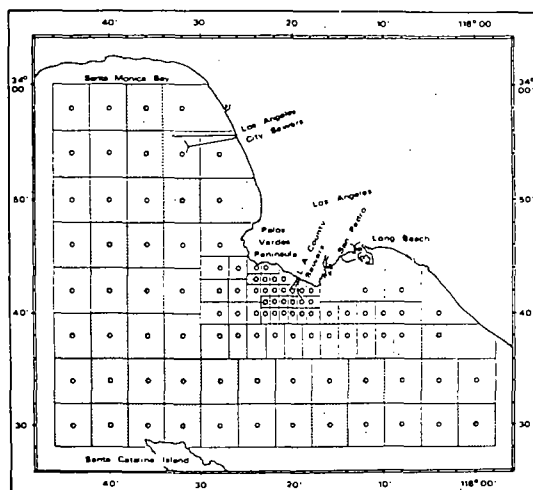 40' 30 20' 10' 118° 00'
34° 00'
34° 00'
Santa Monica Bay
Los Angeles
City Sewers
50'
50'
Los Angeles
Palos
Verdes
Peninsula
L A County
Sewers
San Pedro
Long Beach
40'
40'
30
30
Santa Catalina Island
40' 30 20' 10' 118° 00'